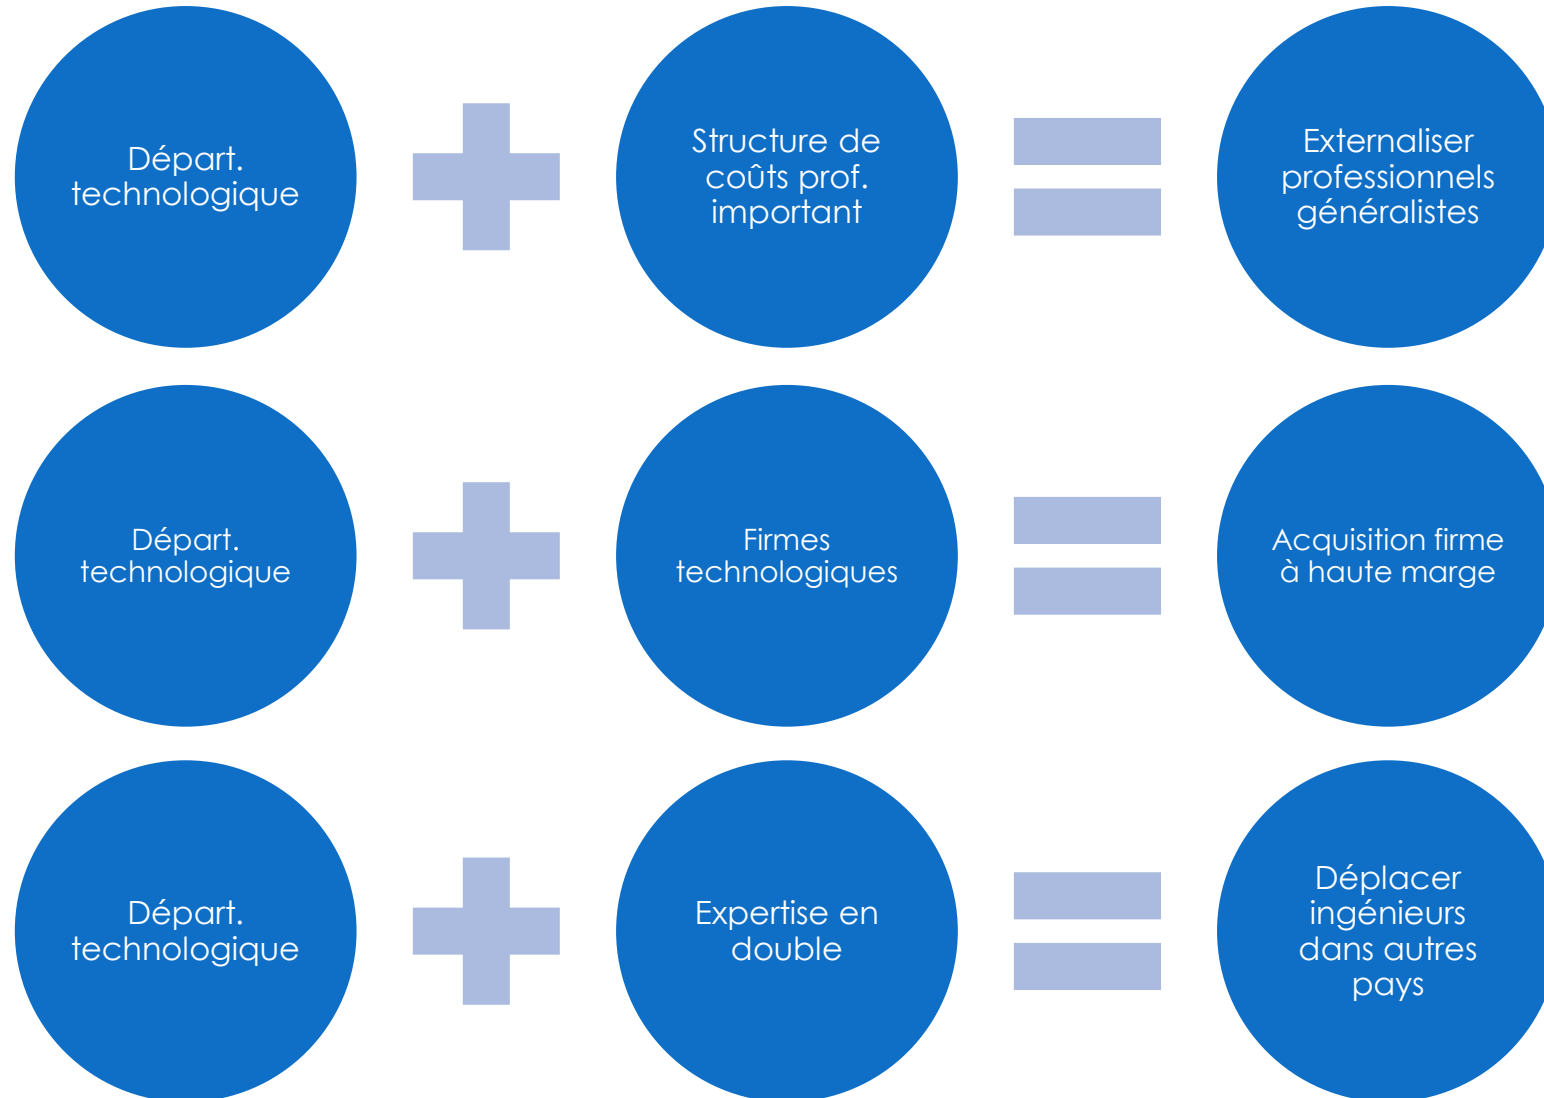 Départ.
technologique
Structure de
coûts prof.
important
Externaliser
professionnels
généralistes
Départ.
technologique
Firmes
technologiques
Acquisition firme
à haute marge
Départ.
technologique
Expertise en
double
Déplacer
ingénieurs
dans autres
pays